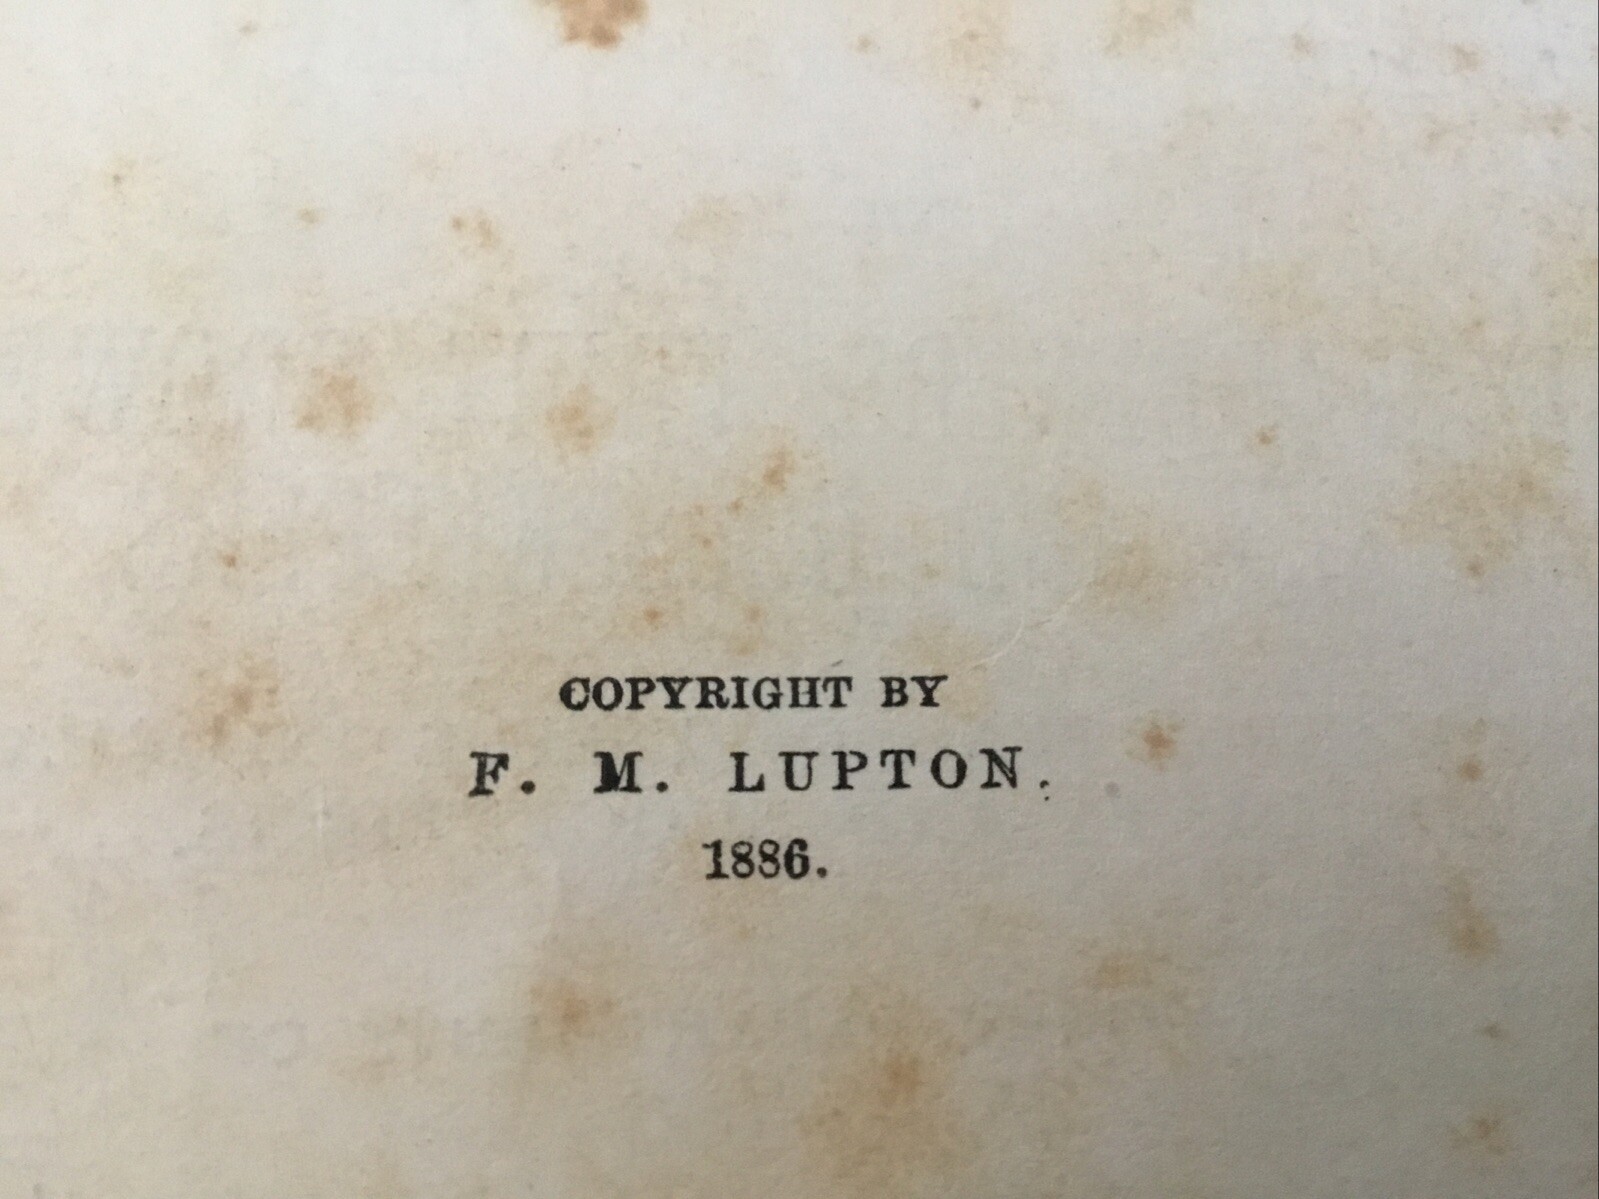 COPYRIGHT BY
F. M. LUPTON.
1886.